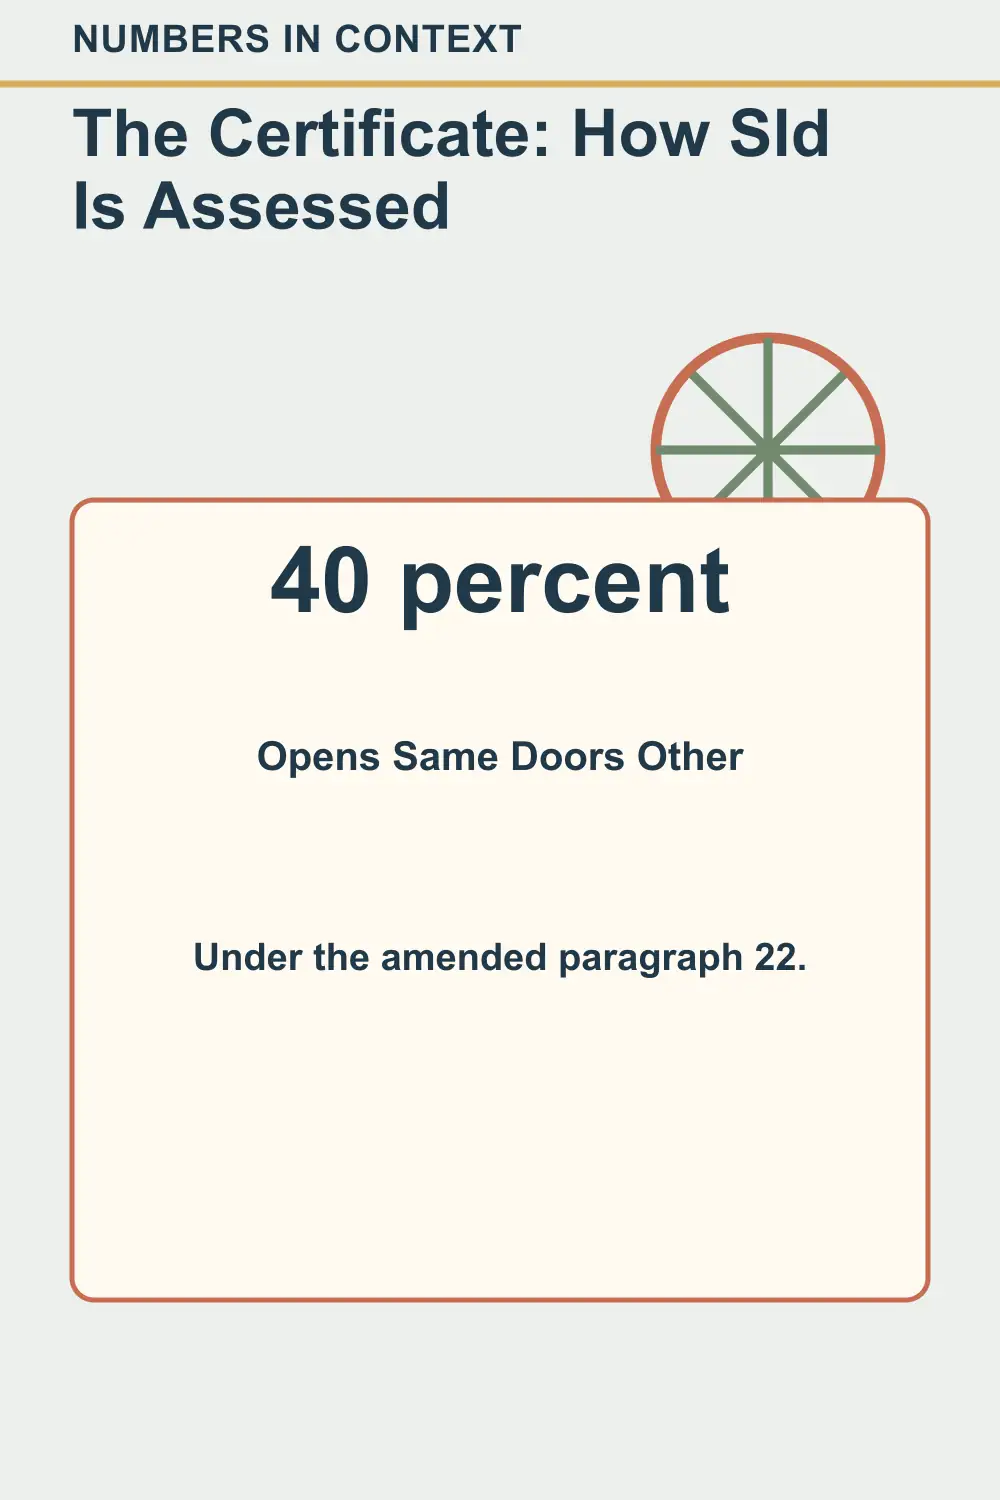 NUMBERS IN CONTEXT
The Certificate: How Sld
Is Assessed
40 percent
Opens Same Doors Other
Under the amended paragraph 22.